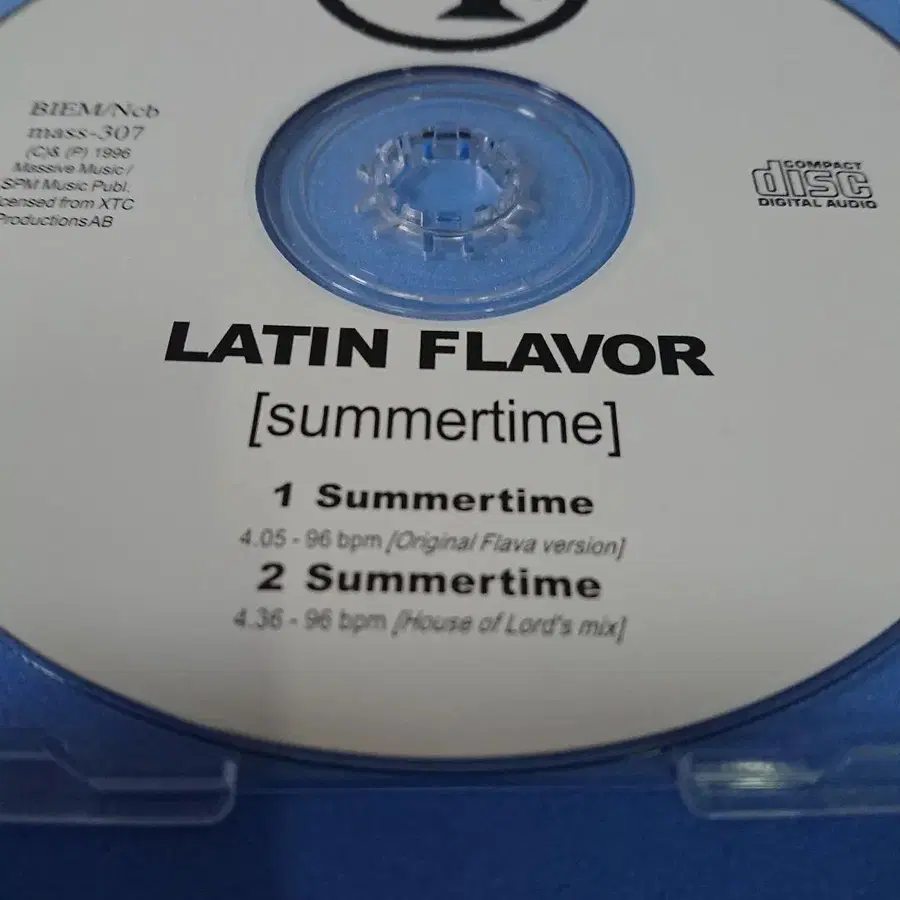 BIEM/Ncb
mass-307
(C)& (P) 1996
Massive Music /
SPM Music Publ.
from XTC
Productions AB
COMPACT
disc
DIGITAL AUDIO
LATIN FLAVOR
[summertime]
1 Summertime
4.05 - 96 bpm [Original Flava version]
2 Summertime
4.36 - 96 bpm [House of Lord's mix]